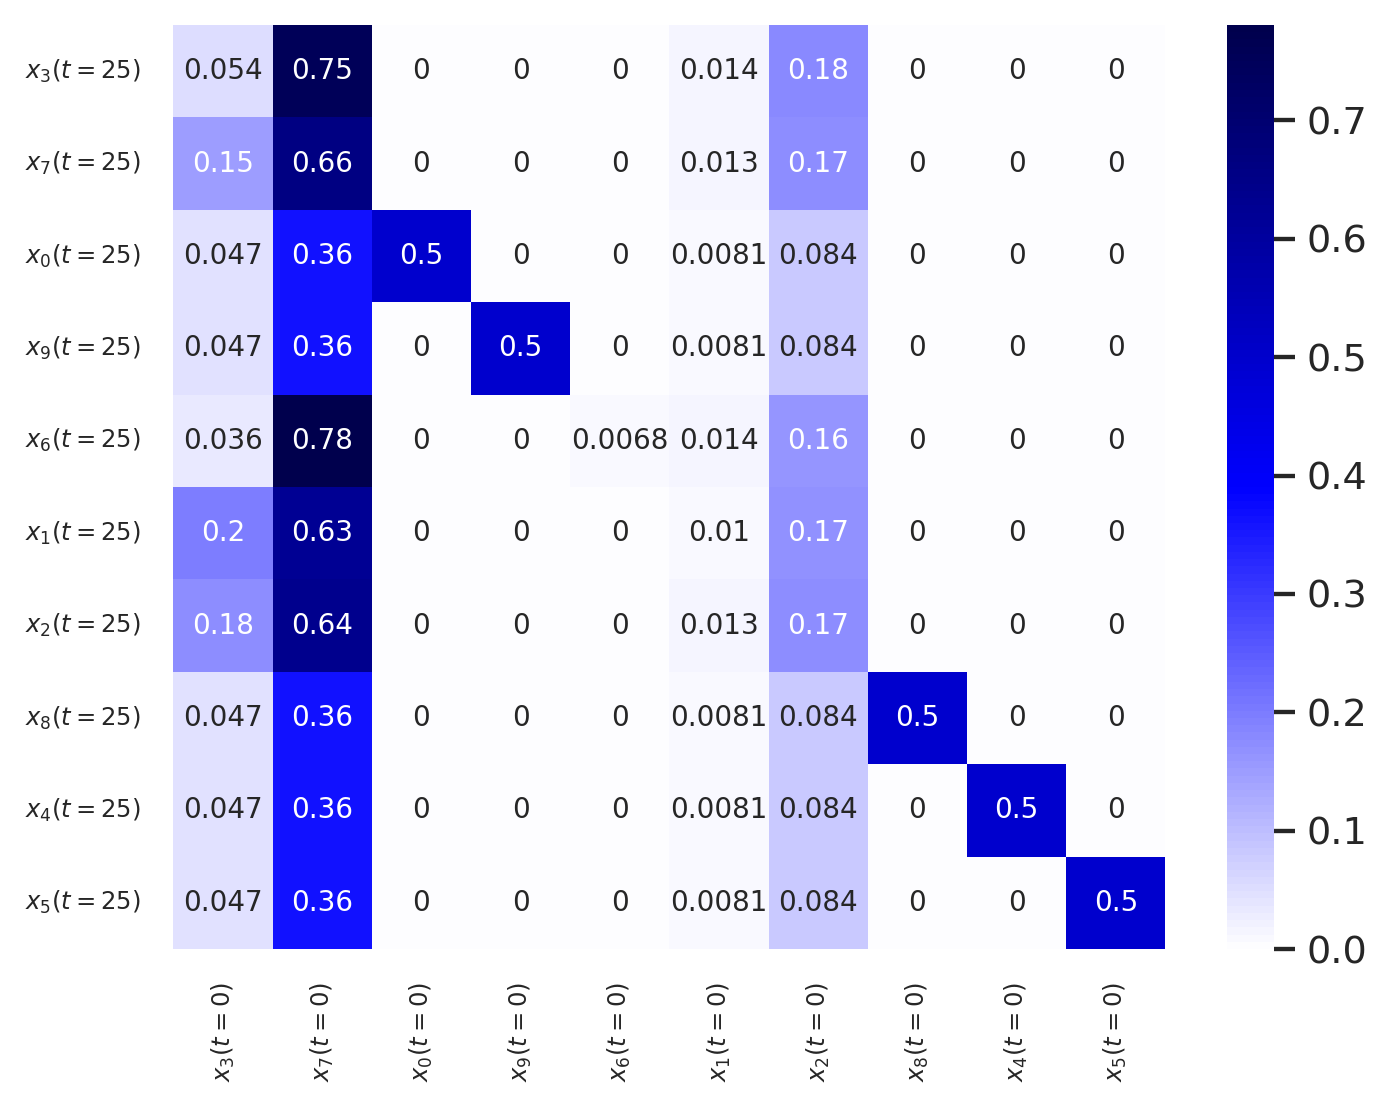 x₃(t = 25) 0.054 0.75 0 0 0 0.014 0.18 0 0 0
x₇(t = 25) 0.15 0.66 0 0 0 0.013 0.17 0 0 0
x₀(t = 25) 0.047 0.36 0.5 0 0 0.0081 0.084 0 0 0
x₉(t = 25) 0.047 0.36 0 0.5 0 0.0081 0.084 0 0 0
x₆(t = 25) 0.036 0.78 0 0 0.0068 0.014 0.16 0 0 0
x₁(t = 25) 0.2 0.63 0 0 0 0.01 0.17 0 0 0
x₂(t = 25) 0.18 0.64 0 0 0 0.013 0.17 0 0 0
x₈(t = 25) 0.047 0.36 0 0 0 0.0081 0.084 0.5 0 0
x₄(t = 25) 0.047 0.36 0 0 0 0.0081 0.084 0 0.5 0
x₅(t = 25) 0.047 0.36 0 0 0 0.0081 0.084 0 0 0.5
x₃(t = 0)
x₇(t = 0)
x₀(t = 0)
x₉(t = 0)
x₆(t = 0)
x₁(t = 0)
x₂(t = 0)
x₈(t = 0)
x₄(t = 0)
x₅(t = 0)
0.7
0.6
0.5
0.4
0.3
0.2
0.1
0.0